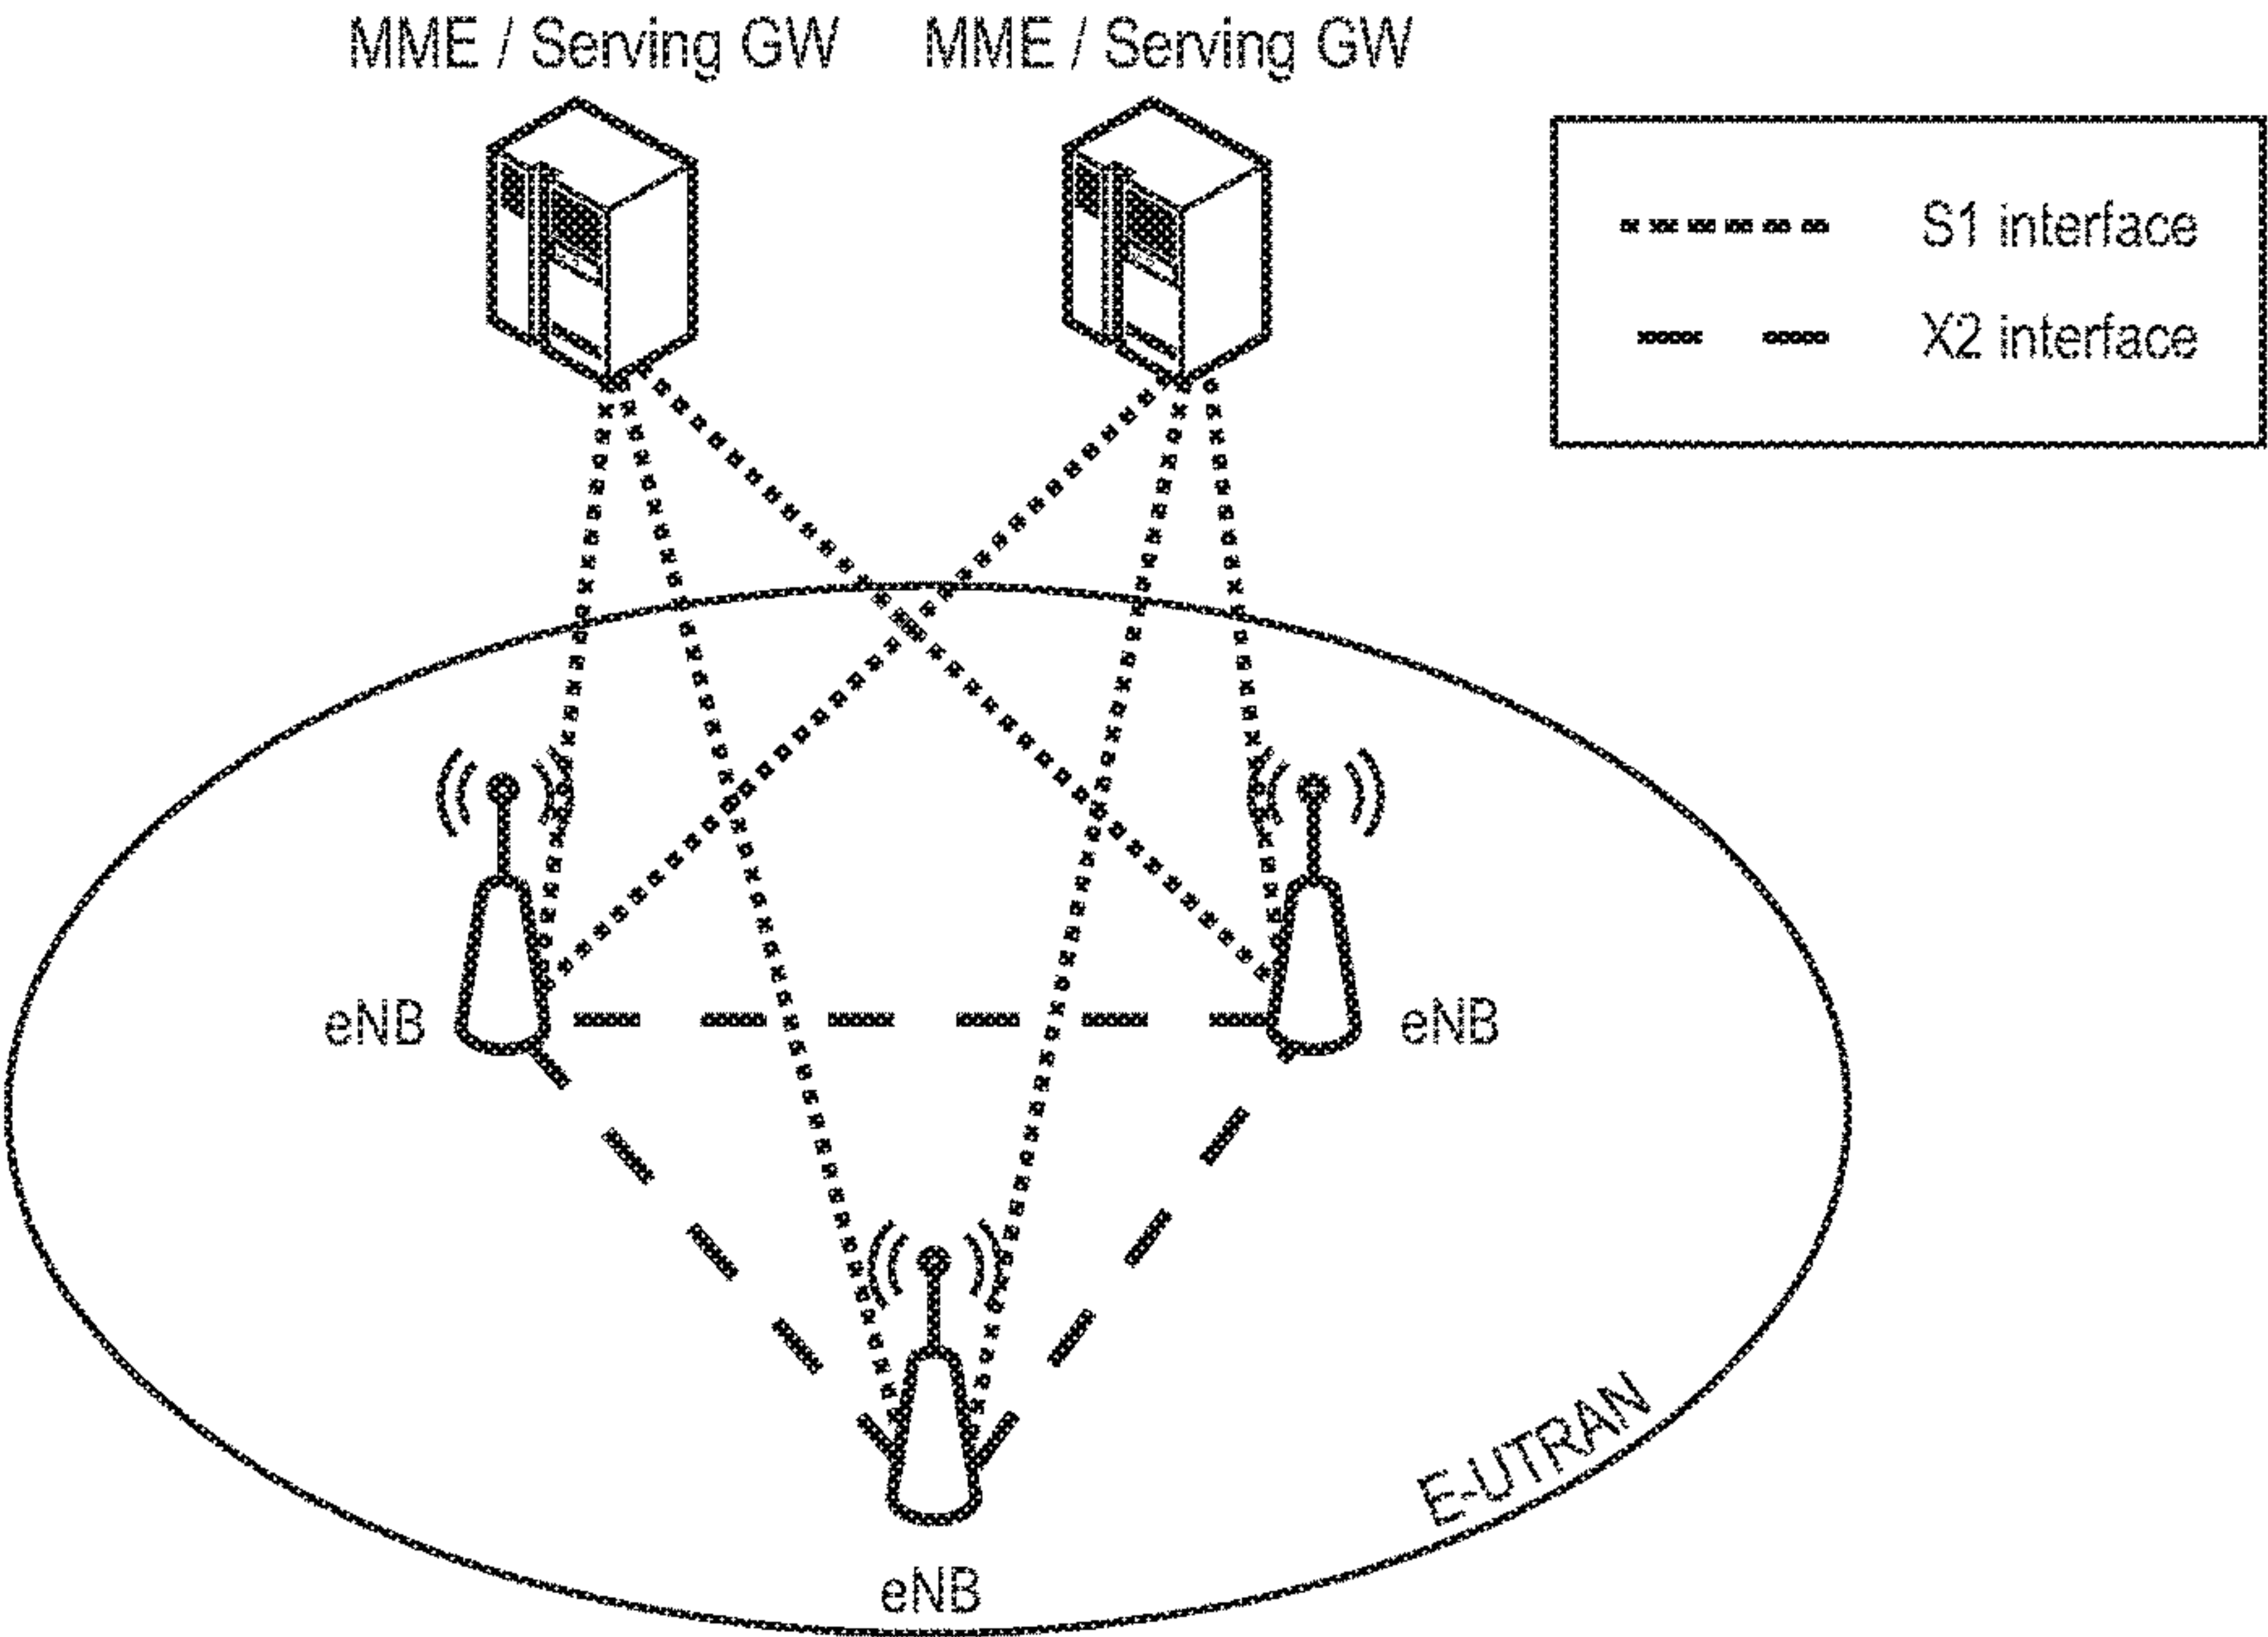 MME / Serving GW
MME / Serving GW
S1 interface
X2 interface
eNB
eNB
E-UTRAN
eNB